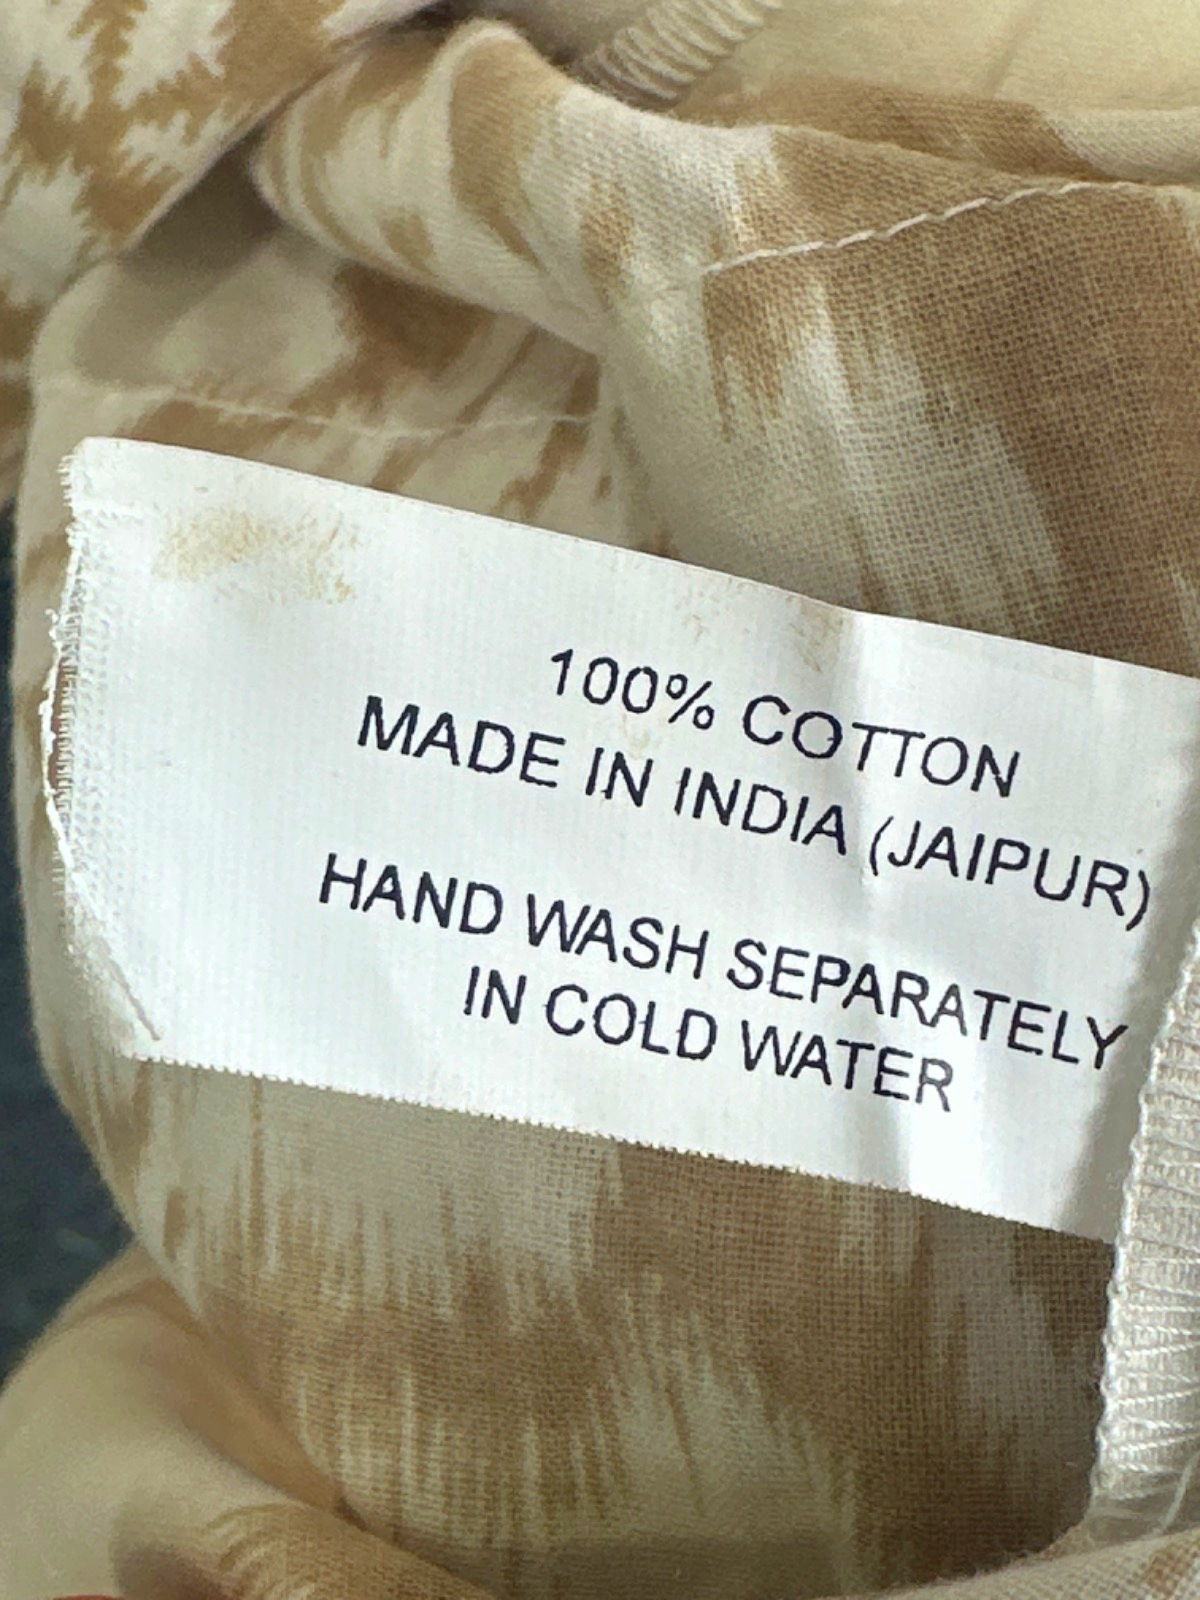 100% COTTON
MADE IN INDIA (JAIPUR)
HAND WASH SEPARATELY
IN COLD WATER